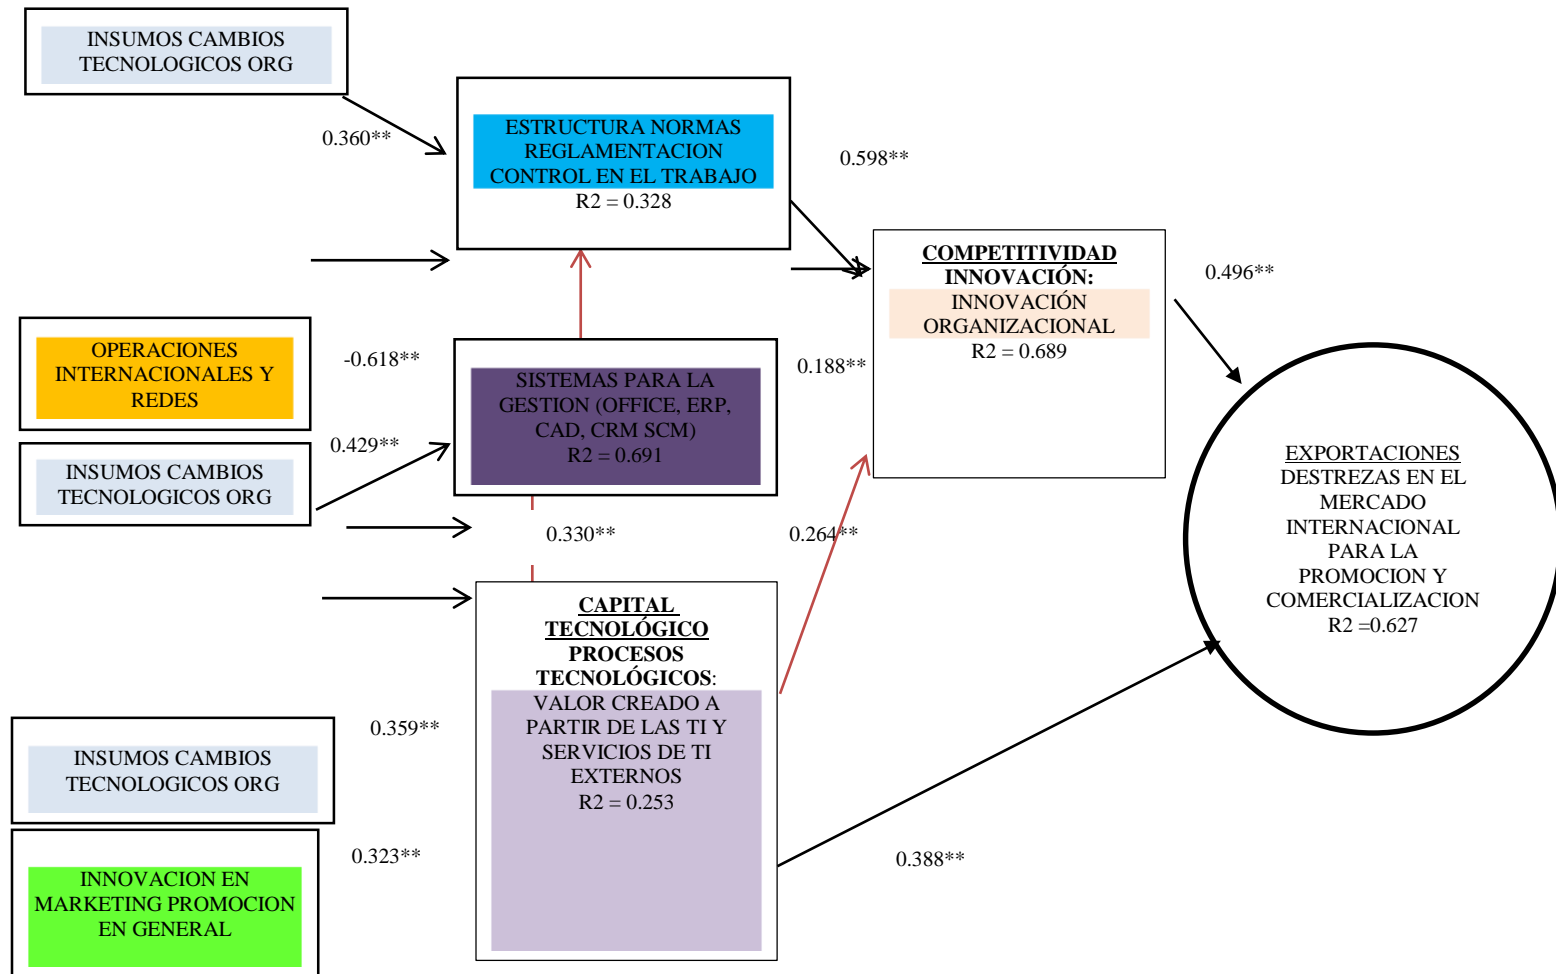 INSUMOS CAMBIOS
TECNOLOGICOS ORG
0.360**
ESTRUCTURA NORMAS
REGLAMENTACION
CONTROL EN EL TRABAJO
R2 = 0.328
0.598**
COMPETITIVIDAD
INNOVACIÓN:
INNOVACIÓN
ORGANIZACIONAL
R2 = 0.689
0.496**
OPERACIONES
INTERNACIONALES Y
REDES
-0.618**
SISTEMAS PARA LA
GESTION (OFFICE, ERP,
CAD, CRM SCM)
R2 = 0.691
0.188**
INSUMOS CAMBIOS
TECNOLOGICOS ORG
0.429**
0.330**
0.264**
EXPORTACIONES
DESTREZAS EN EL
MERCADO
INTERNACIONAL
PARA LA
PROMOCION Y
COMERCIALIZACION
R2 =0.627
CAPITAL
TECNOLÓGICO
PROCESOS
TECNOLÓGICOS:
VALOR CREADO A
PARTIR DE LAS TI Y
SERVICIOS DE TI
EXTERNOS
R2 = 0.253
0.359**
INSUMOS CAMBIOS
TECNOLOGICOS ORG
0.323**
0.388**
INNOVACION EN
MARKETING PROMOCION
EN GENERAL